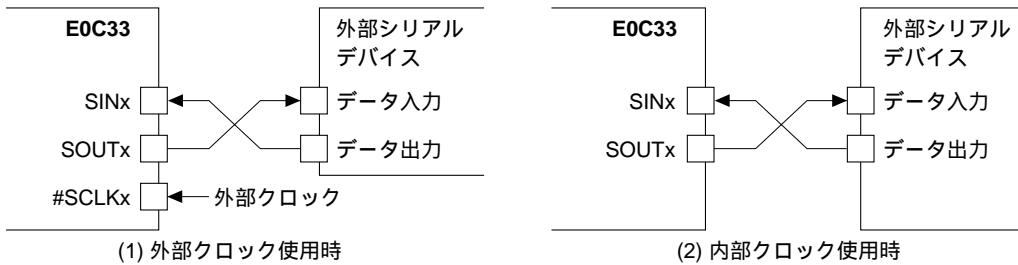 E0C33
外部シリアル
デバイス
SINx
データ入力
SOUTx
データ出力
#SCLKx
外部クロック
(1) 外部クロック使用時
E0C33
外部シリアル
デバイス
SINx
データ入力
SOUTx
データ出力
(2) 内部クロック使用時